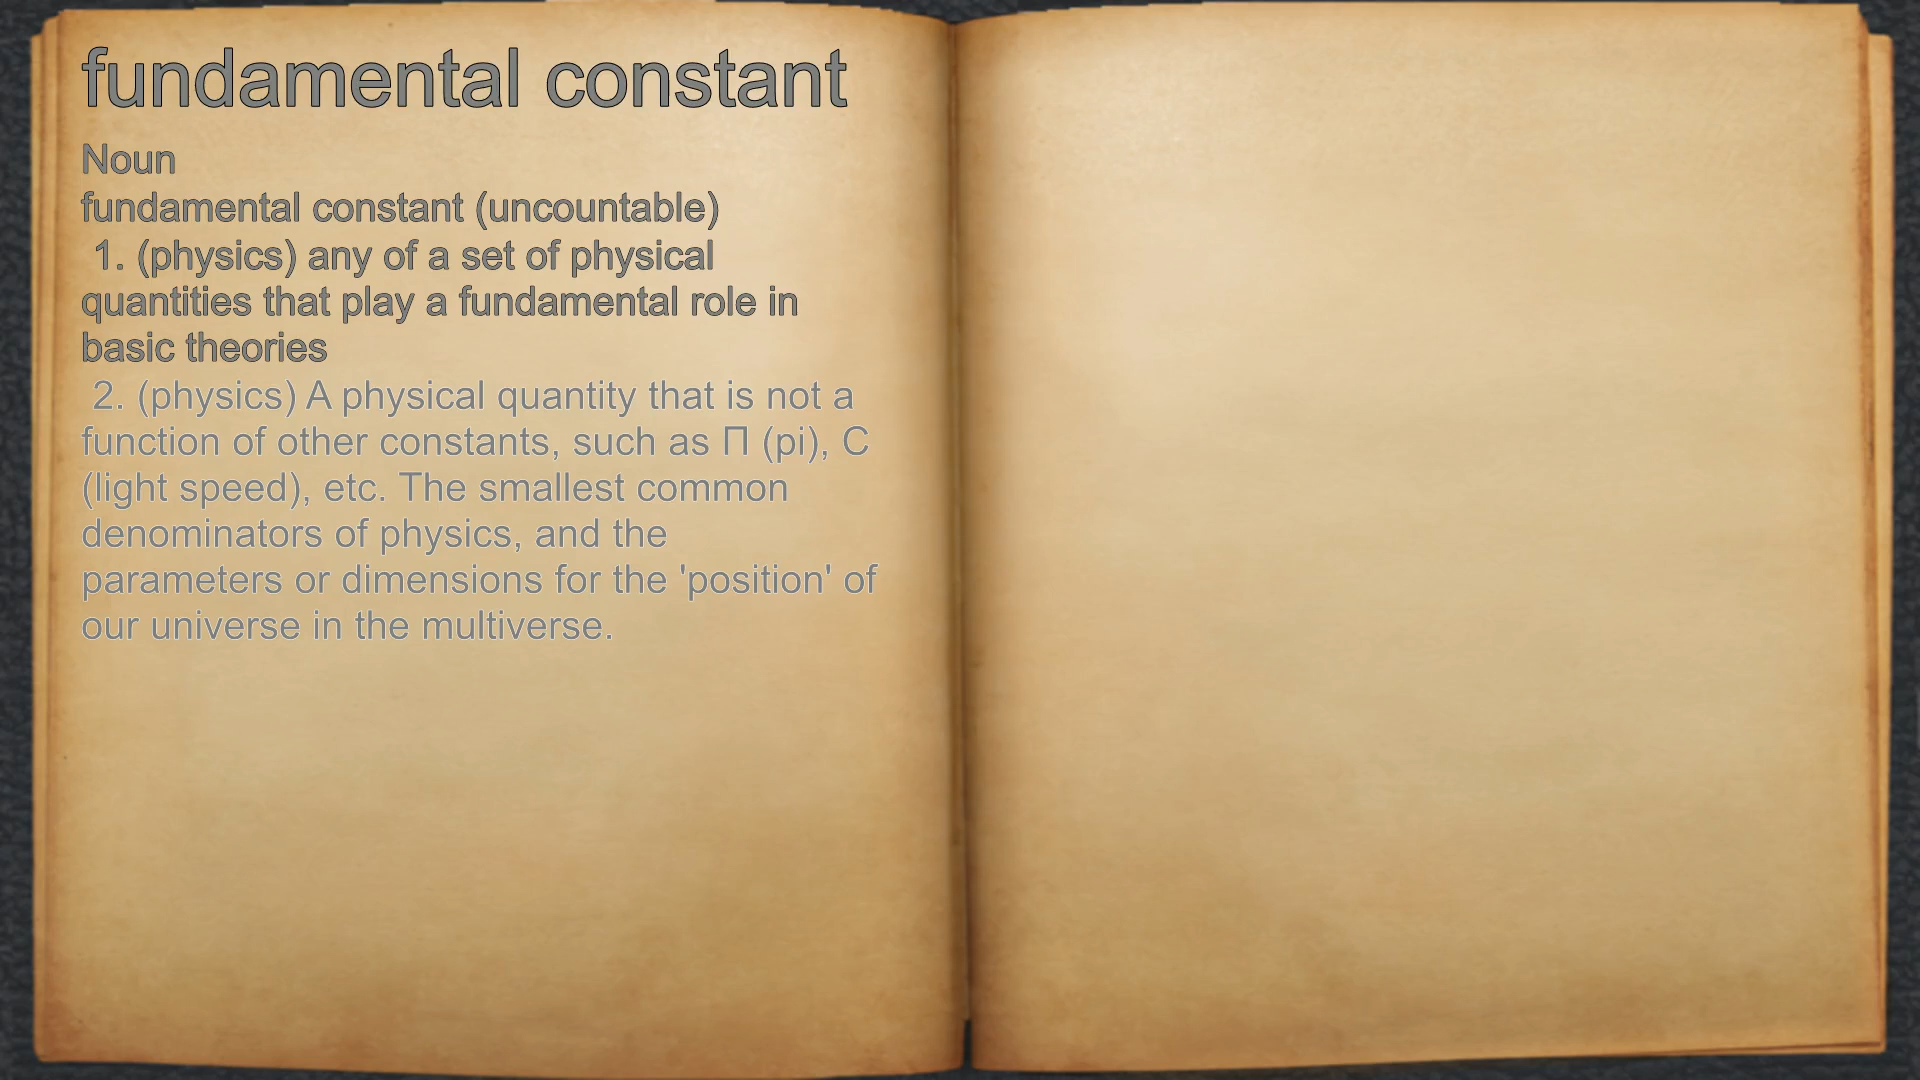 fundamental constant
Noun
fundamental constant (uncountable)
1. (physics) any of a set of physical
quantities that play a fundamental role in
basic theories
2. (physics) A physical quantity that is not a
function of other constants, such as Π (pi), C
(light speed), etc. The smallest common
denominators of physics, and the
parameters or dimensions for the 'position' of
our universe in the multiverse.